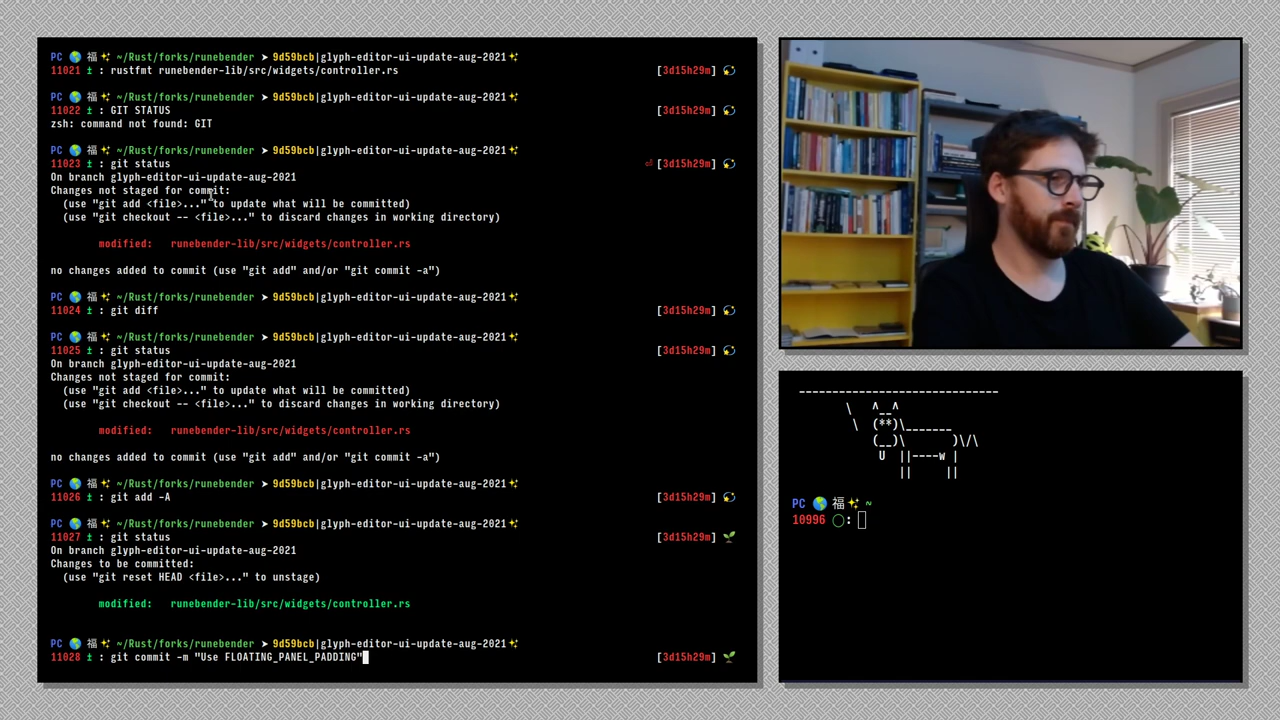 PC 🌎 福✨ ~/Rust/forks/runebender ➤ 9d59bcb|glyph-editor-ui-update-aug-2021✨
11021 ± : rustfmt runebender-lib/src/widgets/controller.rs [3d15h29m] 💫
PC 🌎 福✨ ~/Rust/forks/runebender ➤ 9d59bcb|glyph-editor-ui-update-aug-2021✨
11022 ± : GIT STATUS [3d15h29m] 💫
zsh: command not found: GIT
PC 🌎 福✨ ~/Rust/forks/runebender ➤ 9d59bcb|glyph-editor-ui-update-aug-2021✨
11023 ± : git status ⏎ [3d15h29m] 💫
On branch glyph-editor-ui-update-aug-2021
Changes not staged for commit:
(use "git add <file>..." to update what will be committed)
(use "git checkout -- <file>..." to discard changes in working directory)
modified: runebender-lib/src/widgets/controller.rs
no changes added to commit (use "git add" and/or "git commit -a")
PC 🌎 福✨ ~/Rust/forks/runebender ➤ 9d59bcb|glyph-editor-ui-update-aug-2021✨
11024 ± : git diff [3d15h29m] 💫
PC 🌎 福✨ ~/Rust/forks/runebender ➤ 9d59bcb|glyph-editor-ui-update-aug-2021✨
11025 ± : git status [3d15h29m] 💫
On branch glyph-editor-ui-update-aug-2021
Changes not staged for commit:
(use "git add <file>..." to update what will be committed)
(use "git checkout -- <file>..." to discard changes in working directory)
modified: runebender-lib/src/widgets/controller.rs
no changes added to commit (use "git add" and/or "git commit -a")
PC 🌎 福✨ ~/Rust/forks/runebender ➤ 9d59bcb|glyph-editor-ui-update-aug-2021✨
11026 ± : git add -A [3d15h29m] 💫
PC 🌎 福✨ ~/Rust/forks/runebender ➤ 9d59bcb|glyph-editor-ui-update-aug-2021✨
11027 ± : git status [3d15h29m] 🌱
On branch glyph-editor-ui-update-aug-2021
Changes to be committed:
(use "git reset HEAD <file>..." to unstage)
modified: runebender-lib/src/widgets/controller.rs
PC 🌎 福✨ ~/Rust/forks/runebender ➤ 9d59bcb|glyph-editor-ui-update-aug-2021✨
11028 ± : git commit -m "Use FLOATING_PANEL_PADDING" [3d15h29m] 🌱
------------------------------
\   ^__^
\  (**)\_______
(__)\       )\/\
U  ||----w |
||     ||
PC 🌎 福✨ ~
10996 ◯: